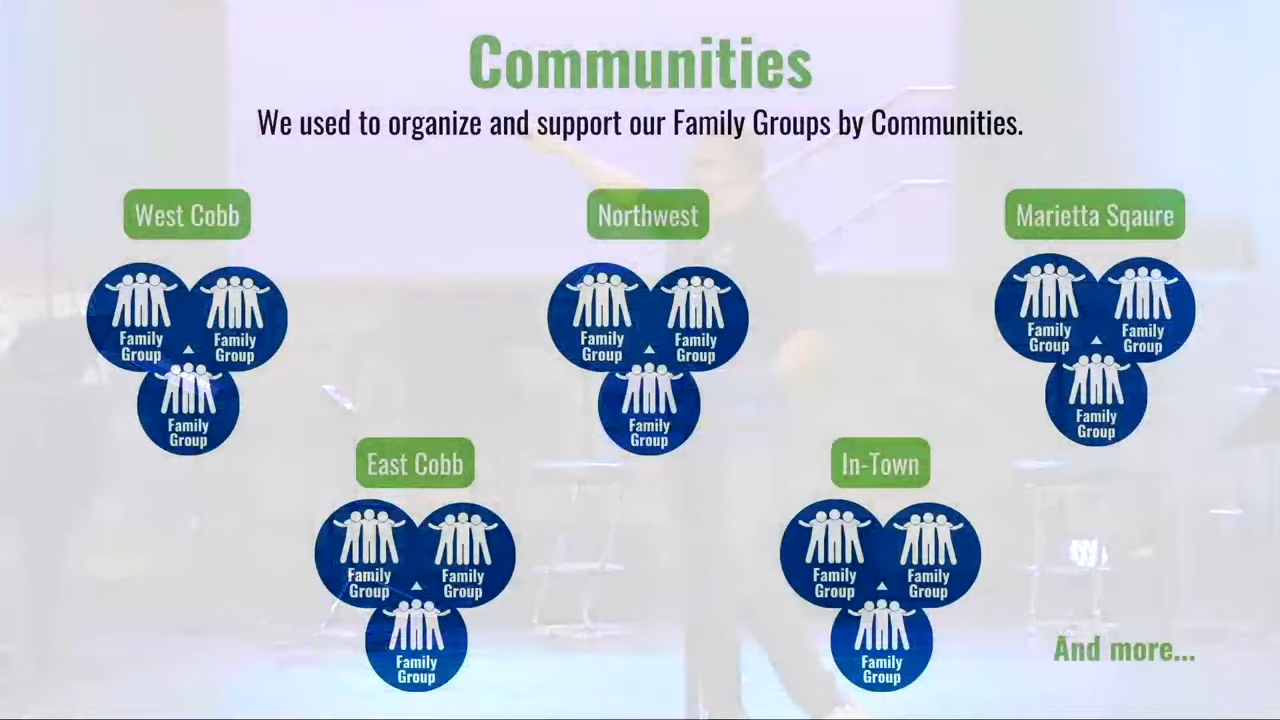 Communities
We used to organize and support our Family Groups by Communities.
West Cobb
Northwest
Marietta Sqaure
Family
Group
Family
Group
Family
Group
Family
Group
Family
Group
Family
Group
Family
Group
Family
Group
Family
Group
East Cobb
In-Town
Family
Group
Family
Group
Family
Group
Family
Group
Family
Group
Family
Group
And more...